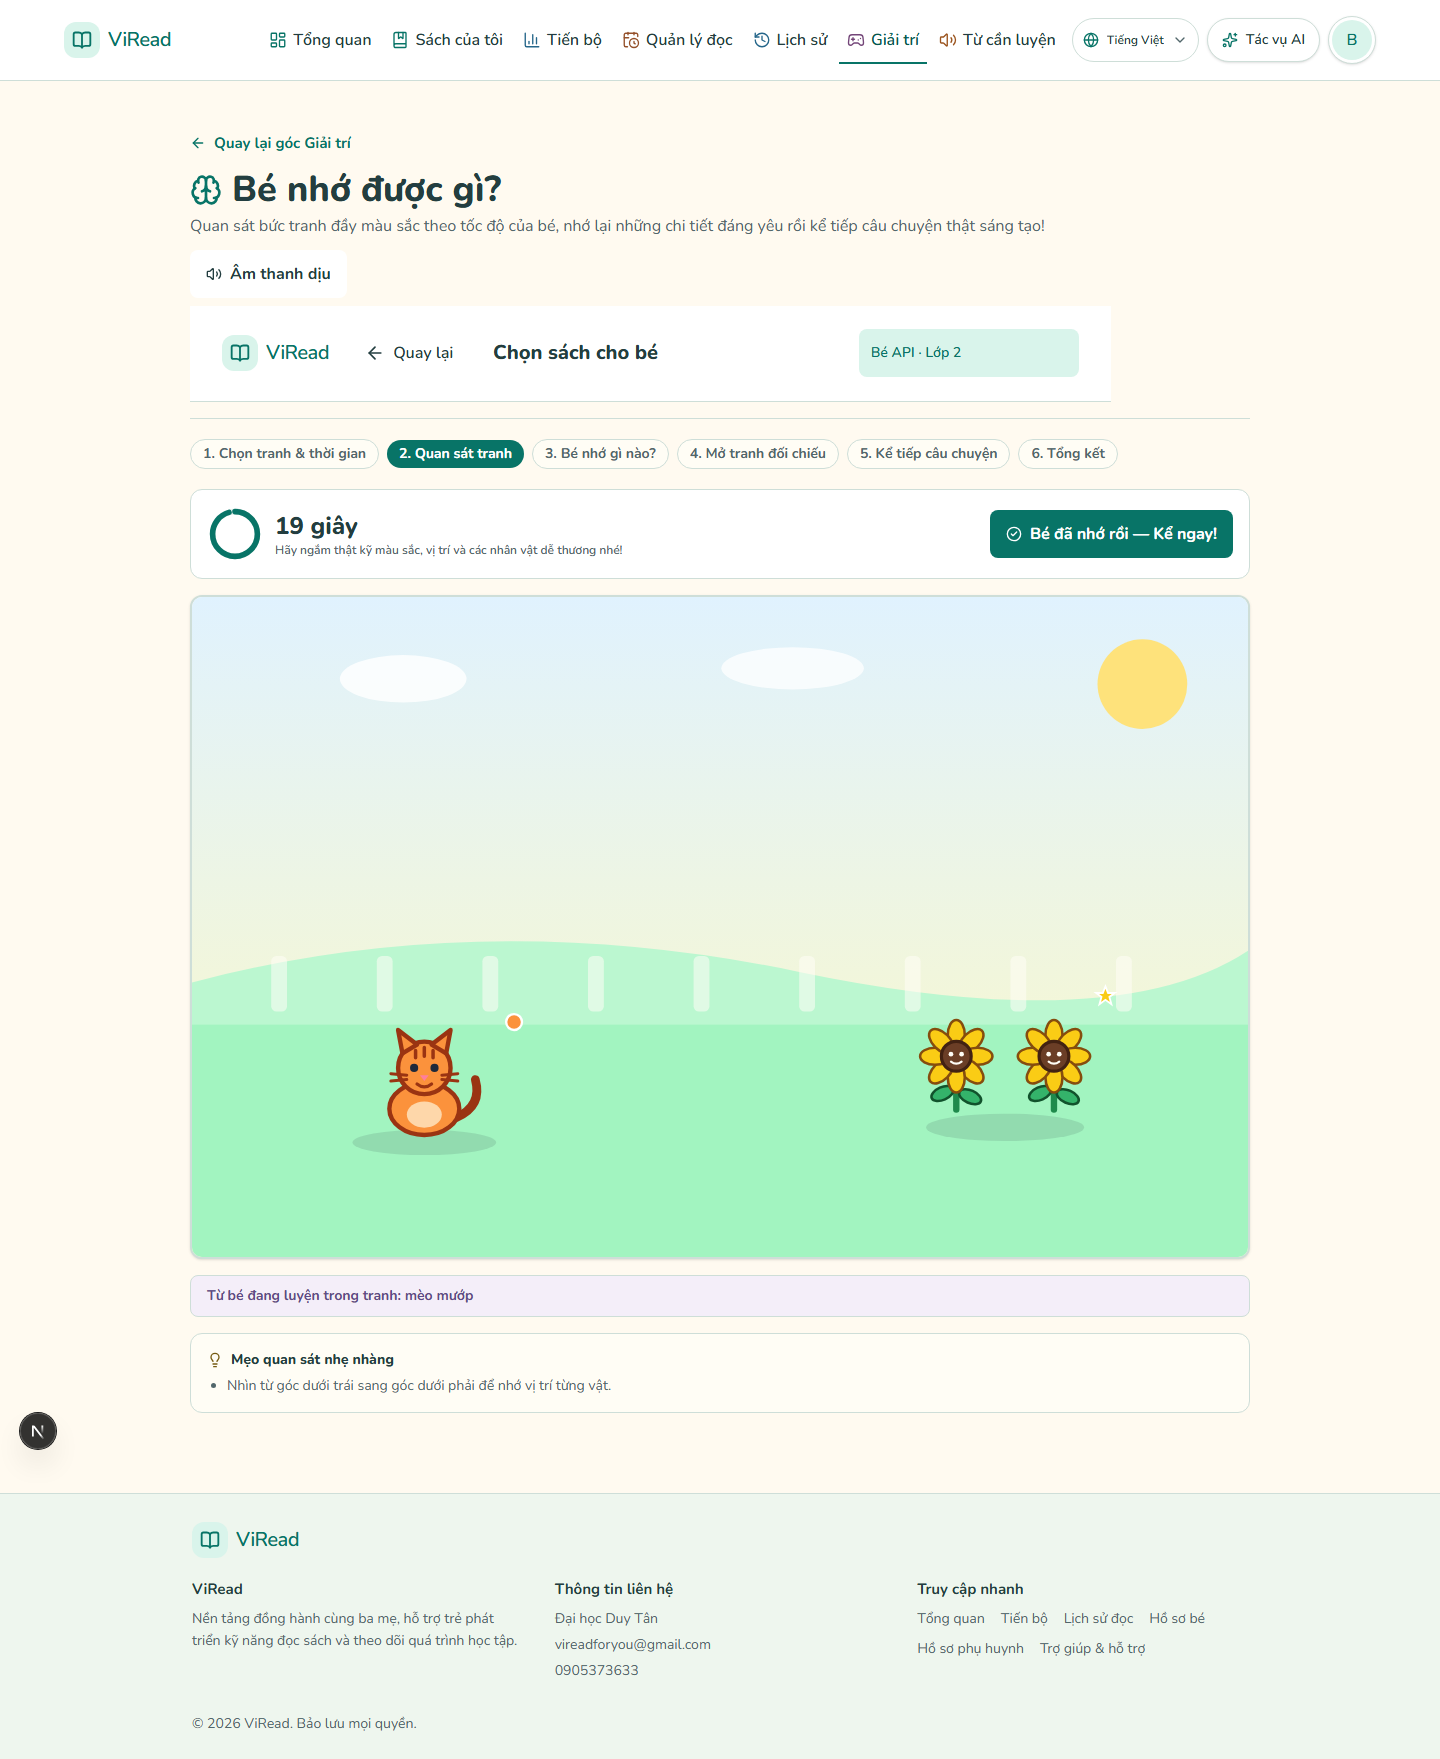 ViRead
Tổng quan
Sách của tôi
Tiến bộ
Quản lý đọc
Lịch sử
Giải trí
Từ cần luyện
Tiếng Việt
Tác vụ AI
B
Quay lại góc Giải trí
Bé nhớ được gì?
Quan sát bức tranh đầy màu sắc theo tốc độ của bé, nhớ lại những chi tiết đáng yêu rồi kể tiếp câu chuyện thật sáng tạo!
Âm thanh dịu
ViRead
Quay lại
Chọn sách cho bé
Bé API · Lớp 2
1. Chọn tranh & thời gian
2. Quan sát tranh
3. Bé nhớ gì nào?
4. Mở tranh đối chiếu
5. Kể tiếp câu chuyện
6. Tổng kết
19 giây
Hãy ngắm thật kỹ màu sắc, vị trí và các nhân vật dễ thương nhé!
Bé đã nhớ rồi — Kể ngay!
Từ bé đang luyện trong tranh: mèo mướp
Mẹo quan sát nhẹ nhàng
Nhìn từ góc dưới trái sang góc dưới phải để nhớ vị trí từng vật.
N
ViRead
ViRead
Nền tảng đồng hành cùng ba mẹ, hỗ trợ trẻ phát
triển kỹ năng đọc sách và theo dõi quá trình học tập.
Thông tin liên hệ
Đại học Duy Tân
vireadforyou@gmail.com
0905373633
Truy cập nhanh
Tổng quan
Tiến bộ
Lịch sử đọc
Hồ sơ bé
Hồ sơ phụ huynh
Trợ giúp & hỗ trợ
© 2026 ViRead. Bảo lưu mọi quyền.